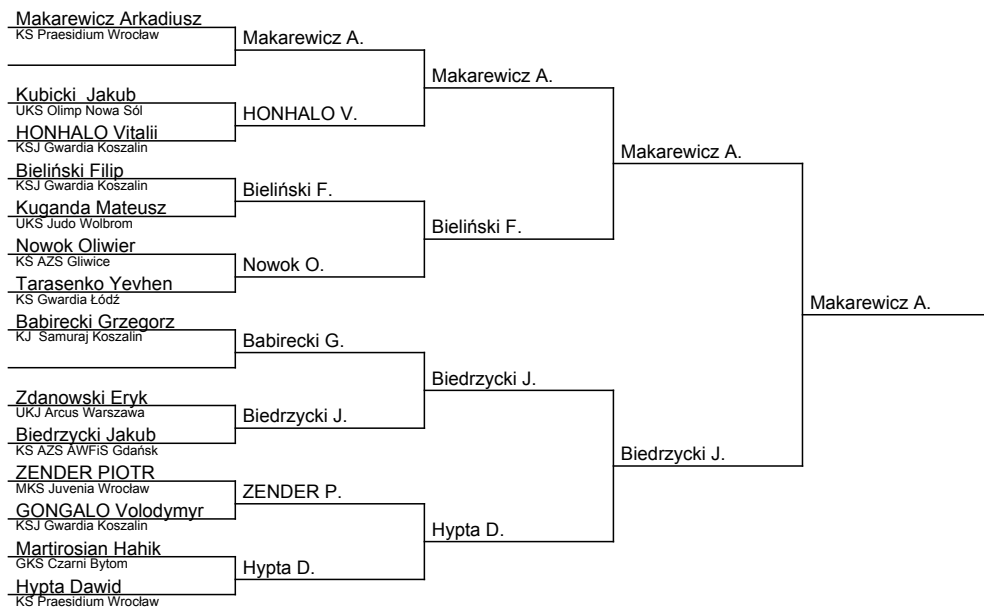 Makarewicz Arkadiusz
KS Praesidium Wrocław
Kubicki  Jakub
UKS Olimp Nowa Sól
HONHALO Vitalii
KSJ Gwardia Koszalin
Bieliński Filip
KSJ Gwardia Koszalin
Kuganda Mateusz
UKS Judo Wolbrom
Nowok Oliwier
KS AZS Gliwice
Tarasenko Yevhen
KS Gwardia Łódź
Babirecki Grzegorz
KJ  Samuraj Koszalin
Zdanowski Eryk
UKJ Arcus Warszawa
Biedrzycki Jakub
KS AZS AWFiS Gdańsk
ZENDER PIOTR
MKS Juvenia Wrocław
GONGALO Volodymyr
KSJ Gwardia Koszalin
Martirosian Hahik
GKS Czarni Bytom
Hypta Dawid
KS Praesidium Wrocław
Makarewicz A.
HONHALO V.
Bieliński F.
Nowok O.
Babirecki G.
Biedrzycki J.
ZENDER P.
Hypta D.
Makarewicz A.
Bieliński F.
Biedrzycki J.
Hypta D.
Makarewicz A.
Biedrzycki J.
Makarewicz A.